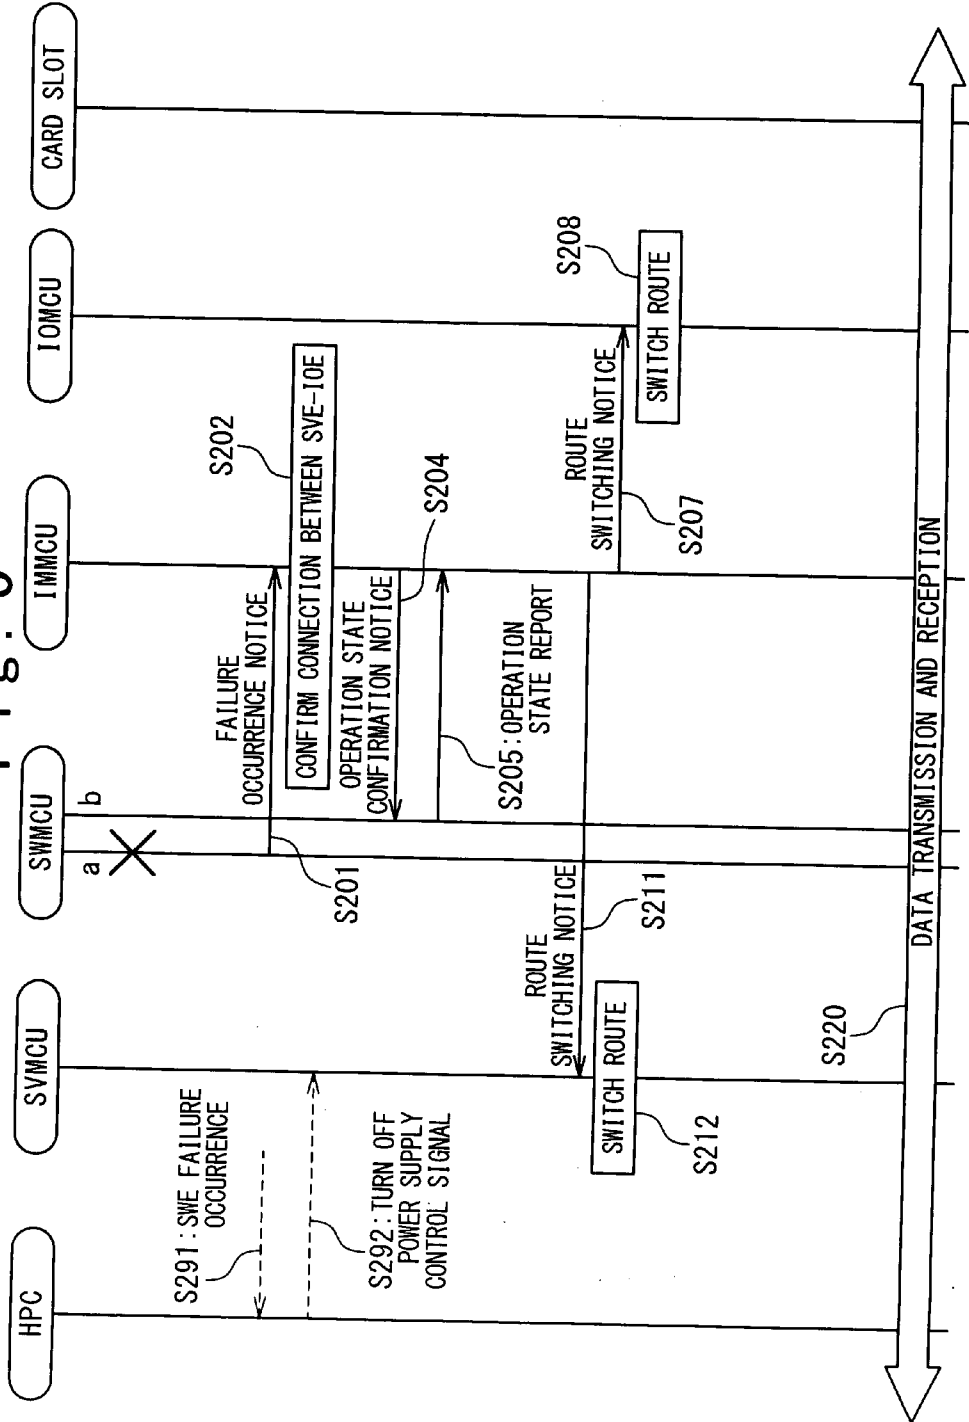 HPC
SVMCU
SWMCU
IMMCU
IOMCU
CARD SLOT
a
b
S291:SWE FAILURE
OCCURRENCE
S292:TURN OFF
POWER SUPPLY
CONTROL SIGNAL
FAILURE
OCCURRENCE NOTICE
S201
S202
CONFIRM CONNECTION BETWEEN SVE-IOE
OPERATION STATE
CONFIRMATION NOTICE
S204
S205:OPERATION
STATE REPORT
ROUTE
SWITCHING NOTICE
S207
S208
SWITCH ROUTE
ROUTE
SWITCHING NOTICE
S211
SWITCH ROUTE
S212
S220
DATA TRANSMISSION AND RECEPTION